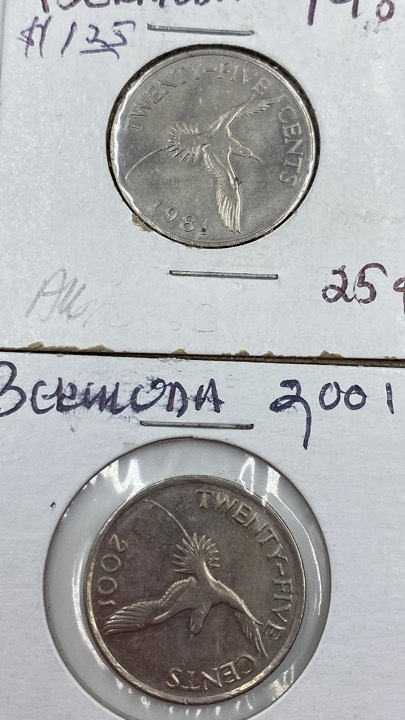 $1.25
TWENTY-FIVE CENTS
1981
25¢
BERMUDA 2001
TWENTY-FIVE
CENTS
2001